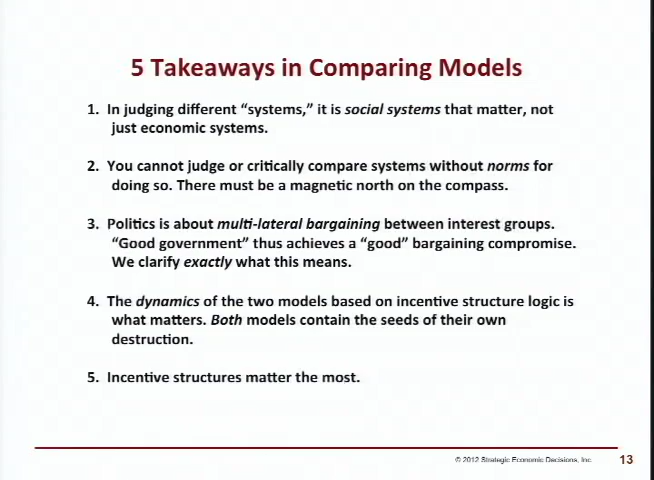 5 Takeaways in Comparing Models
1. In judging different “systems,” it is social systems that matter, not
just economic systems.
2. You cannot judge or critically compare systems without norms for
doing so. There must be a magnetic north on the compass.
3. Politics is about multi-lateral bargaining between interest groups.
“Good government” thus achieves a “good” bargaining compromise.
We clarify exactly what this means.
4. The dynamics of the two models based on incentive structure logic is
what matters. Both models contain the seeds of their own
destruction.
5. Incentive structures matter the most.
© 2012 Strategic Economic Decisions, Inc.
13